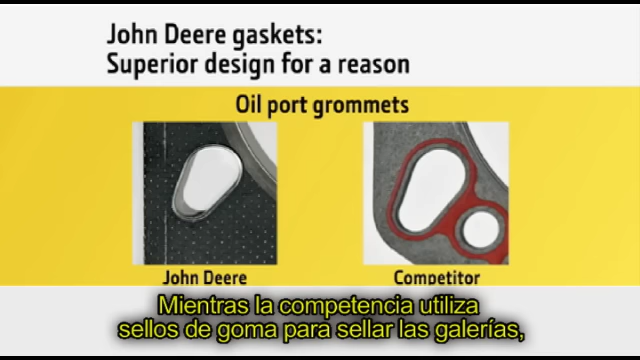 John Deere gaskets:
Superior design for a reason
Oil port grommets
John Deere
Competitor
Mientras la competencia utiliza
sellos de goma para sellar las galerías,